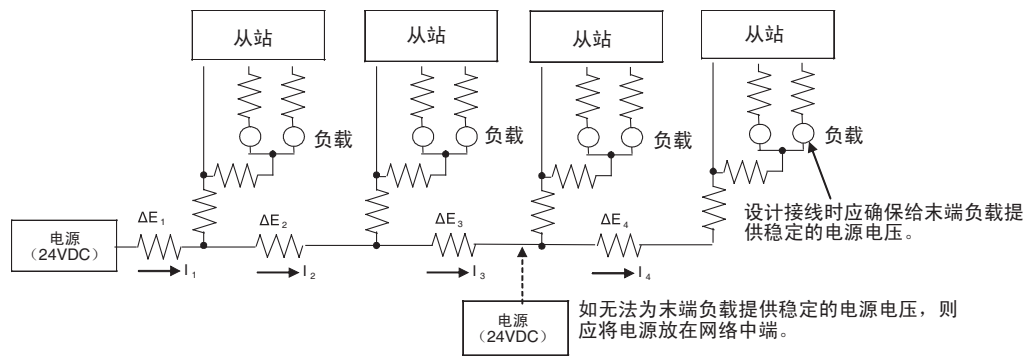 从站
从站
从站
从站
负载
负载
负载
负载
设计接线时应确保给末端负载提
供稳定的电源电压。
ΔE1
ΔE2
ΔE3
ΔE4
电源
(24VDC)
I1
I2
I3
I4
电源
(24VDC)
如无法为末端负载提供稳定的电源电压，则
应将电源放在网络中端。